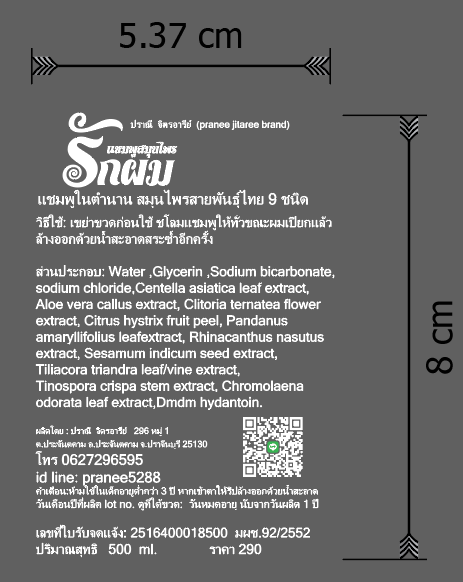 5.37 cm
ปราณี จิตรอารีย์ (pranee jitaree brand)
แชมพูสมุนไพร
รักผม
แชมพูในตำนาน สมุนไพรสายพันธุ์ไทย 9 ชนิด
วิธีใช้: เขย่าขวดก่อนใช้ ชโลมแชมพูให้ทั่วขณะผมเปียกแล้ว
ล้างออกด้วยน้ำสะอาดสระซ้ำอีกครั้ง
ส่วนประกอบ: Water ,Glycerin ,Sodium bicarbonate,
sodium chloride,Centella asiatica leaf extract,
Aloe vera callus extract, Clitoria ternatea flower
extract, Citrus hystrix fruit peel, Pandanus
amaryllifolius leafextract, Rhinacanthus nasutus
extract, Sesamum indicum seed extract,
Tiliacora triandra leaf/vine extract,
Tinospora crispa stem extract, Chromolaena
odorata leaf extract,Dmdm hydantoin.
ผลิตโดย : ปราณี จิตรอารีย์ 296 หมู่ 1
ต.ประจันตคาม อ.ประจันตคาม จ.ปราจีนบุรี 25130
โทร 0627296595
id line: pranee5288
คำเตือน:ห้ามใช้ในเด็กอายุต่ำกว่า 3 ปี หากเข้าตาให้รีบล้างออกด้วยน้ำสะอาด
วันเดือนปีที่ผลิต lot no. ดูที่ใต้ขวด: วันหมดอายุ นับจากวันผลิต 1 ปี
เลขที่ใบรับจดแจ้ง: 2516400018500 มผช.92/2552
ปริมาณสุทธิ 500 ml. ราคา 290
8 cm